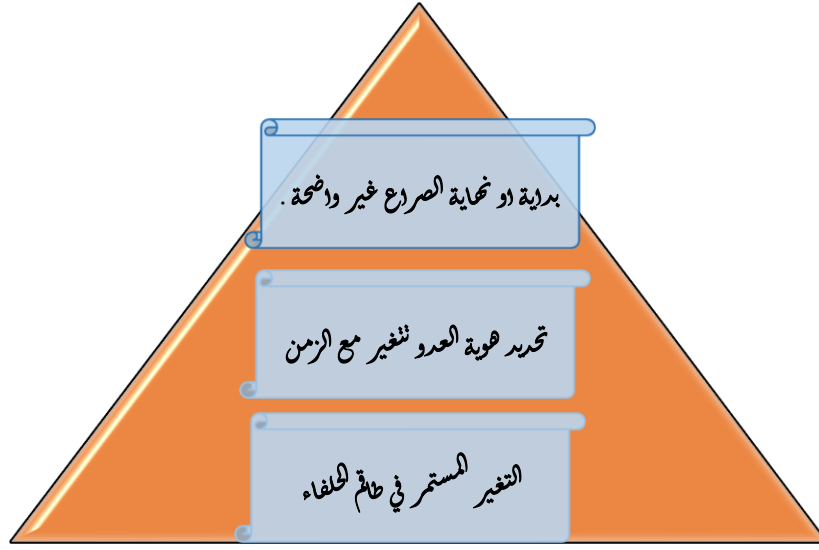 بداية او نهاية الصراع غير واضحة .
تحديد هوية العدو تتغير مع الزمن
التغير المستمر في طاقم الحلفاء